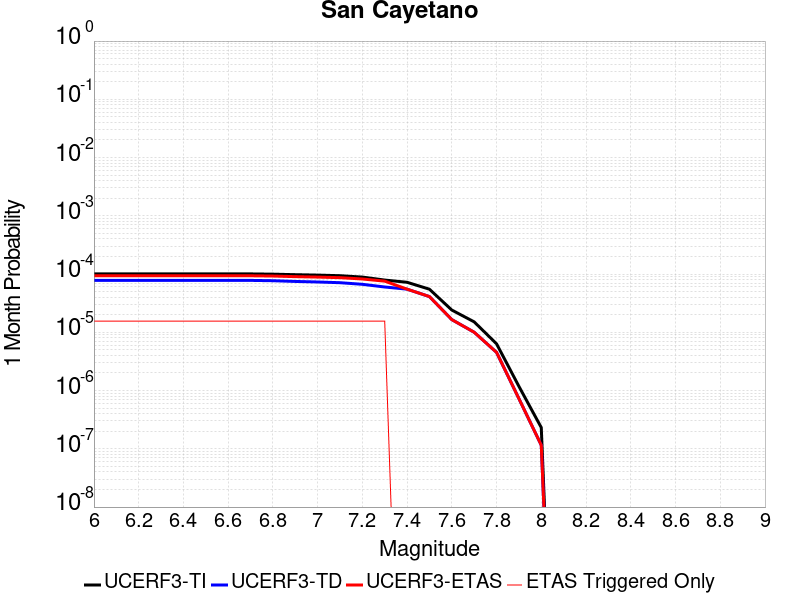 San Cayetano
10^0
10^-1
10^-2
10^-3
10^-4
10^-5
10^-6
10^-7
10^-8
1 Month Probability
6 6.2 6.4 6.6 6.8 7 7.2 7.4 7.6 7.8 8 8.2 8.4 8.6 8.8 9
Magnitude
UCERF3-TI UCERF3-TD UCERF3-ETAS ETAS Triggered Only